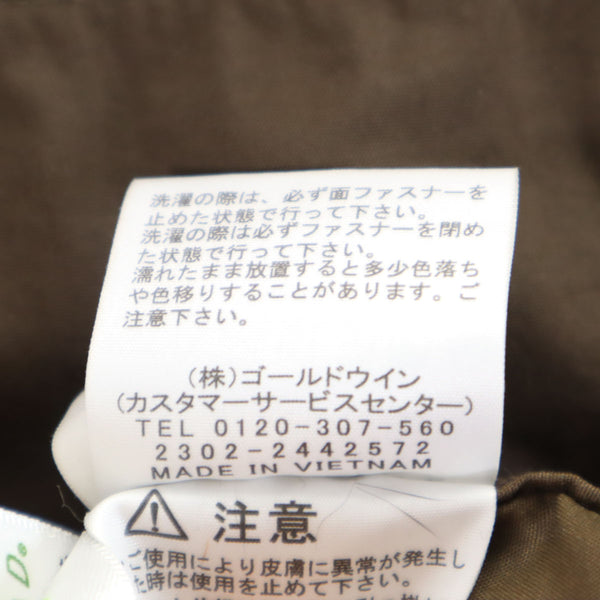 洗濯の際は、必ず面ファスナーを
止めた状態で行って下さい。
洗濯の際は必ずファスナーを閉め
た状態で行って下さい。
濡れたまま放置すると多少色落ち
や色移りすることがあります。ご
注意下さい。
(株)ゴールドウイン
(カスタマーサービスセンター)
TEL 0120-307-560
2302-2442572
MADE IN VIETNAM
注意
ご使用により皮膚に異常が発生し
た時は使用を止めて下さい。
D.